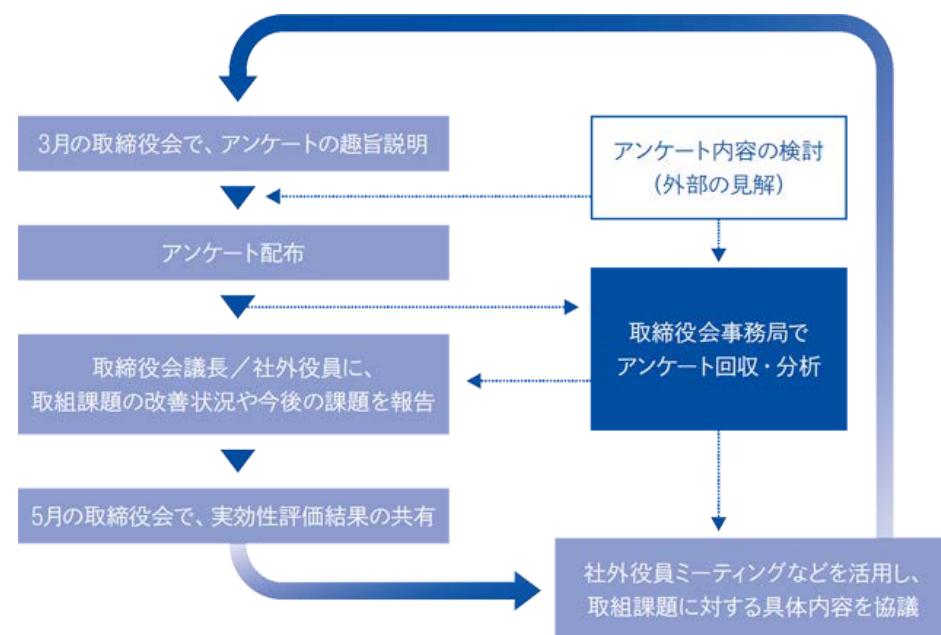 3月の取締役会で、アンケートの趣旨説明
アンケート内容の検討
(外部の見解)
アンケート配布
取締役会事務局で
アンケート回収・分析
取締役会議長／社外役員に、
取組課題の改善状況や今後の課題を報告
5月の取締役会で、実効性評価結果の共有
社外役員ミーティングなどを活用し、
取組課題に対する具体内容を協議